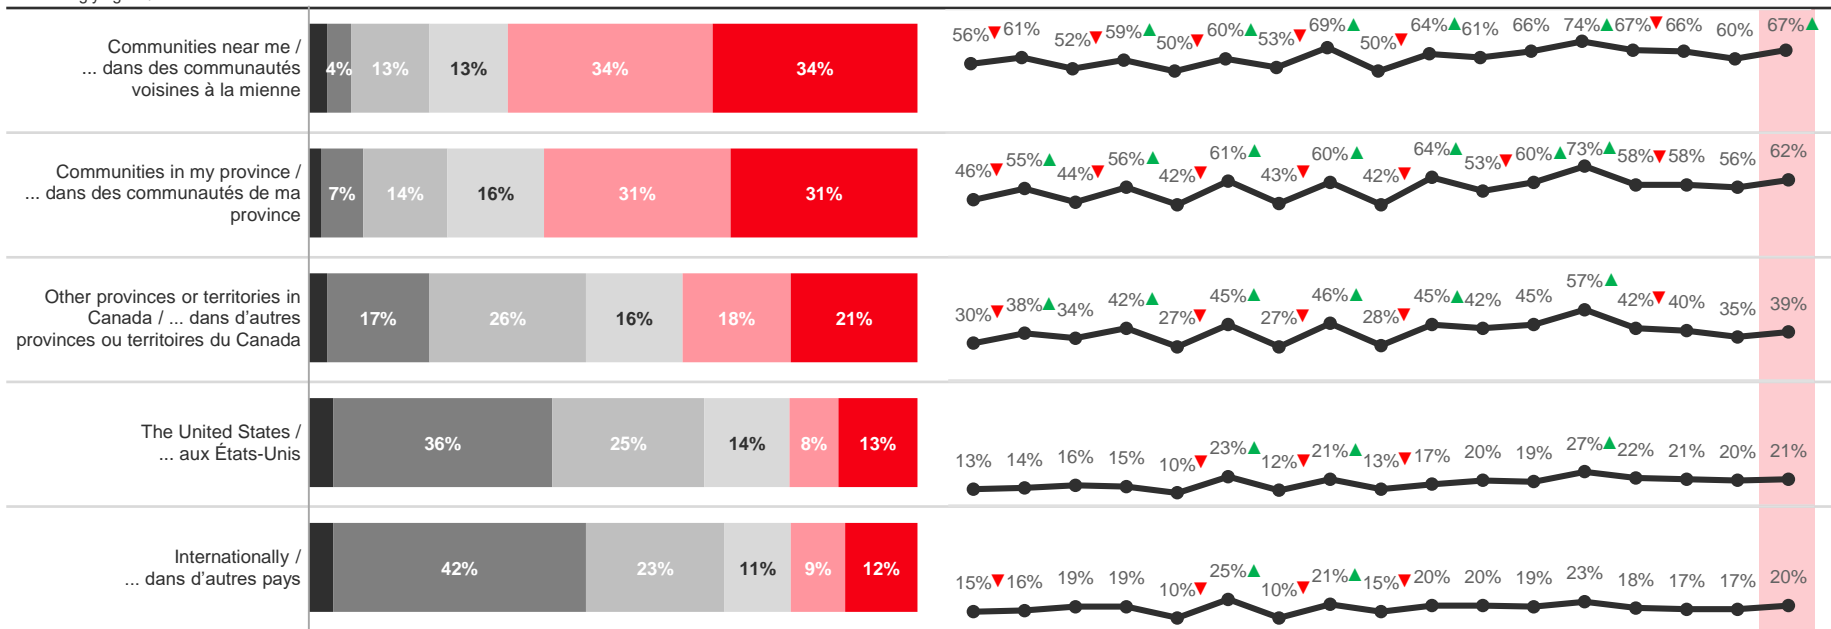 Communities near me /
... dans des communautés
voisines à la mienne
4% 13% 13% 34% 34%
56% 61% 52% 59% 50% 60% 53% 69% 50% 64% 61% 66% 74% 67% 66% 60% 67%
Communities in my province /
... dans des communautés de ma
province
7% 14% 16% 31% 31%
46% 55% 44% 56% 42% 61% 43% 60% 42% 64% 53% 60% 73% 58% 58% 56% 62%
Other provinces or territories in
Canada / ... dans d'autres
provinces ou territoires du Canada
17% 26% 16% 18% 21%
30% 38% 34% 42% 27% 45% 27% 46% 28% 45% 42% 45% 57% 42% 40% 35% 39%
The United States /
... aux États-Unis
36% 25% 14% 8% 13%
13% 14% 16% 15% 10% 23% 12% 21% 13% 17% 20% 19% 27% 22% 21% 20% 21%
Internationally /
... dans d'autres pays
42% 23% 11% 9% 12%
15% 16% 19% 19% 10% 25% 10% 21% 15% 20% 20% 19% 23% 18% 17% 17% 20%